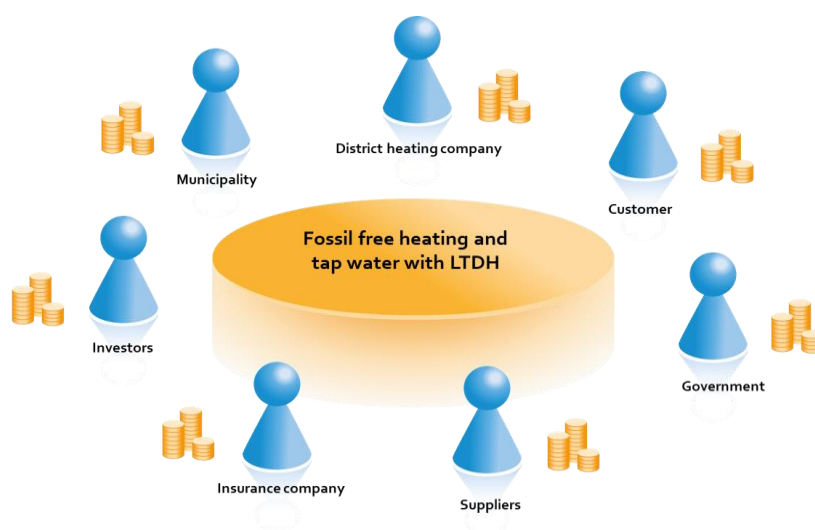 District heating company
Municipality
Customer
Fossil free heating and
tap water with LTDH
Investors
Government
Insurance company
Suppliers